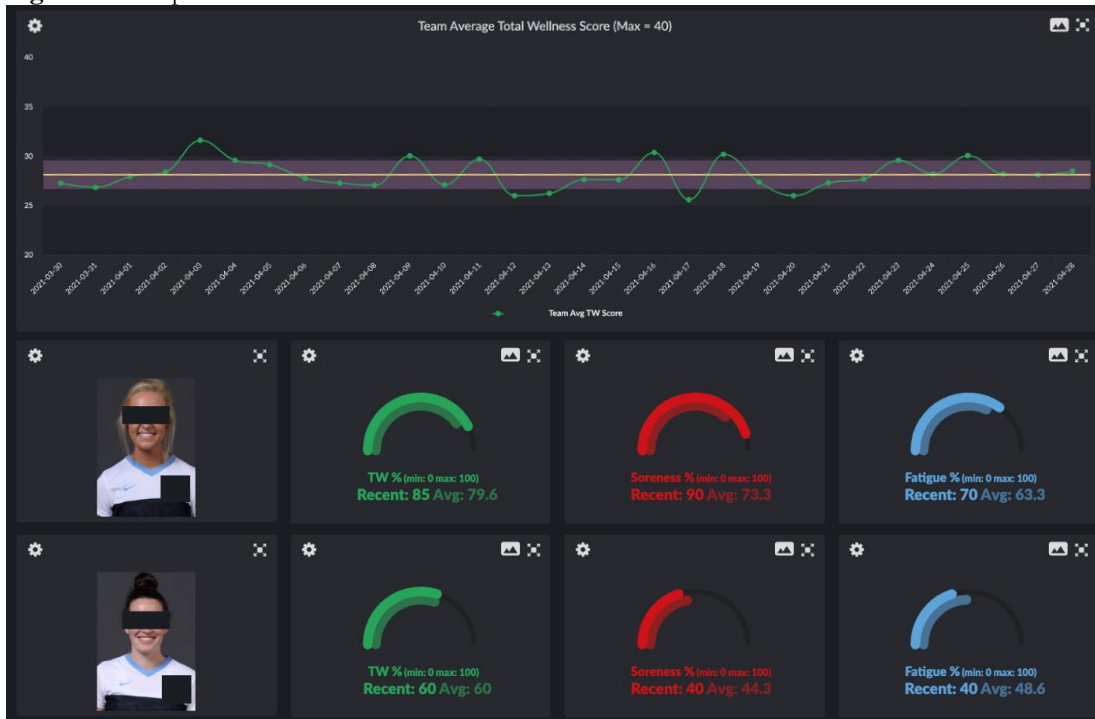 Team Average Total Wellness Score (Max = 40)
40
35
30
25
20
2021-03-30 2021-03-31 2021-04-01 2021-04-02 2021-04-03 2021-04-04 2021-04-05 2021-04-06 2021-04-07 2021-04-08 2021-04-09 2021-04-10 2021-04-11 2021-04-12 2021-04-13 2021-04-14 2021-04-15 2021-04-16 2021-04-17 2021-04-18 2021-04-19 2021-04-20 2021-04-21 2021-04-22 2021-04-23 2021-04-24 2021-04-25 2021-04-26 2021-04-27 2021-04-28
Team Avg TW Score
TW % (min: 0 max: 100)
Recent: 85 Avg: 79.6
Soreness % (min: 0 max: 100)
Recent: 90 Avg: 73.3
Fatigue % (min: 0 max: 100)
Recent: 70 Avg: 63.3
TW % (min: 0 max: 100)
Recent: 60 Avg: 60
Soreness % (min: 0 max: 100)
Recent: 40 Avg: 44.3
Fatigue % (min: 0 max: 100)
Recent: 40 Avg: 48.6